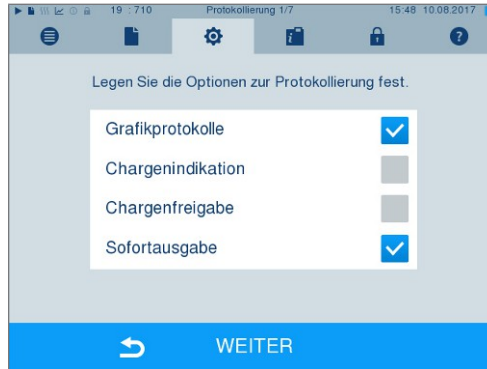 19 :710 Protokollierung 1/7 15:48 10.08.2017
Legen Sie die Optionen zur Protokollierung fest.
Grafikprotokolle
Chargenindikation
Chargenfreigabe
Sofortausgabe
WEITER